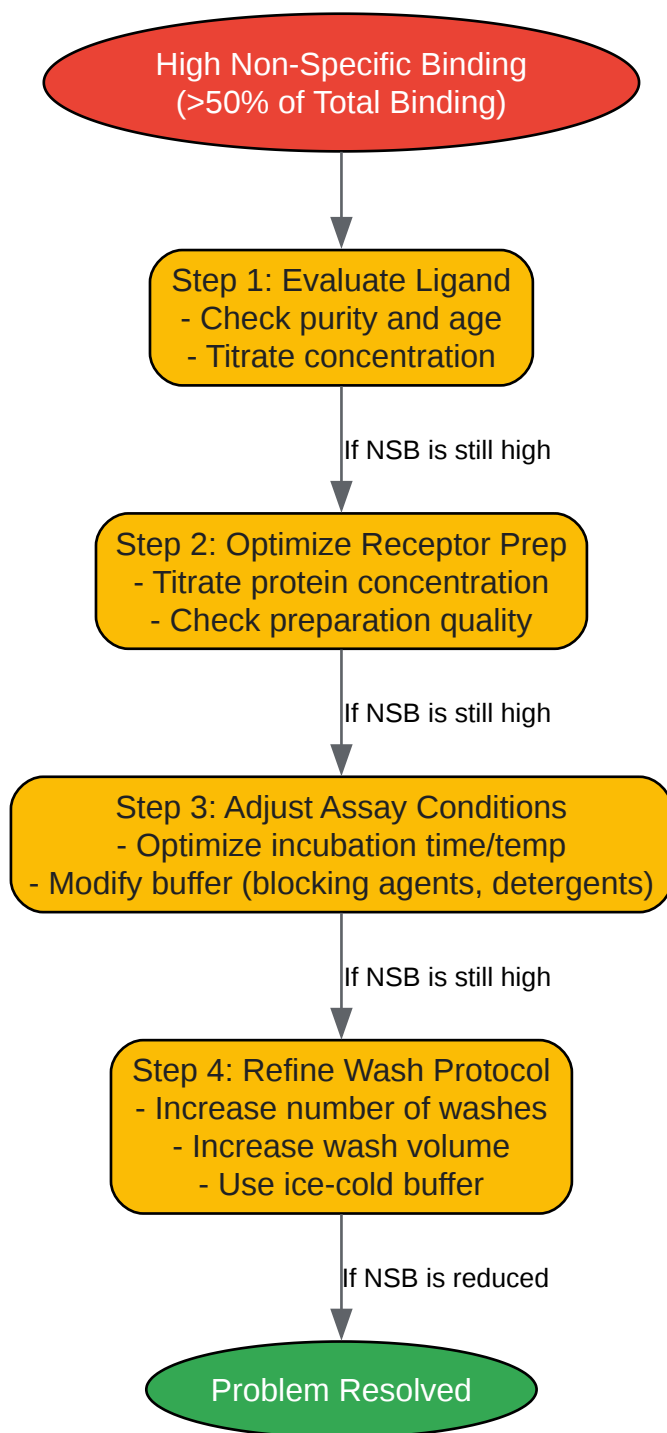 High Non-Specific Binding
(>50% of Total Binding)
Step 1: Evaluate Ligand
- Check purity and age
- Titrate concentration
If NSB is still high
Step 2: Optimize Receptor Prep
- Titrate protein concentration
- Check preparation quality
If NSB is still high
Step 3: Adjust Assay Conditions
- Optimize incubation time/temp
- Modify buffer (blocking agents, detergents)
If NSB is still high
Step 4: Refine Wash Protocol
- Increase number of washes
- Increase wash volume
- Use ice-cold buffer
If NSB is reduced
Problem Resolved